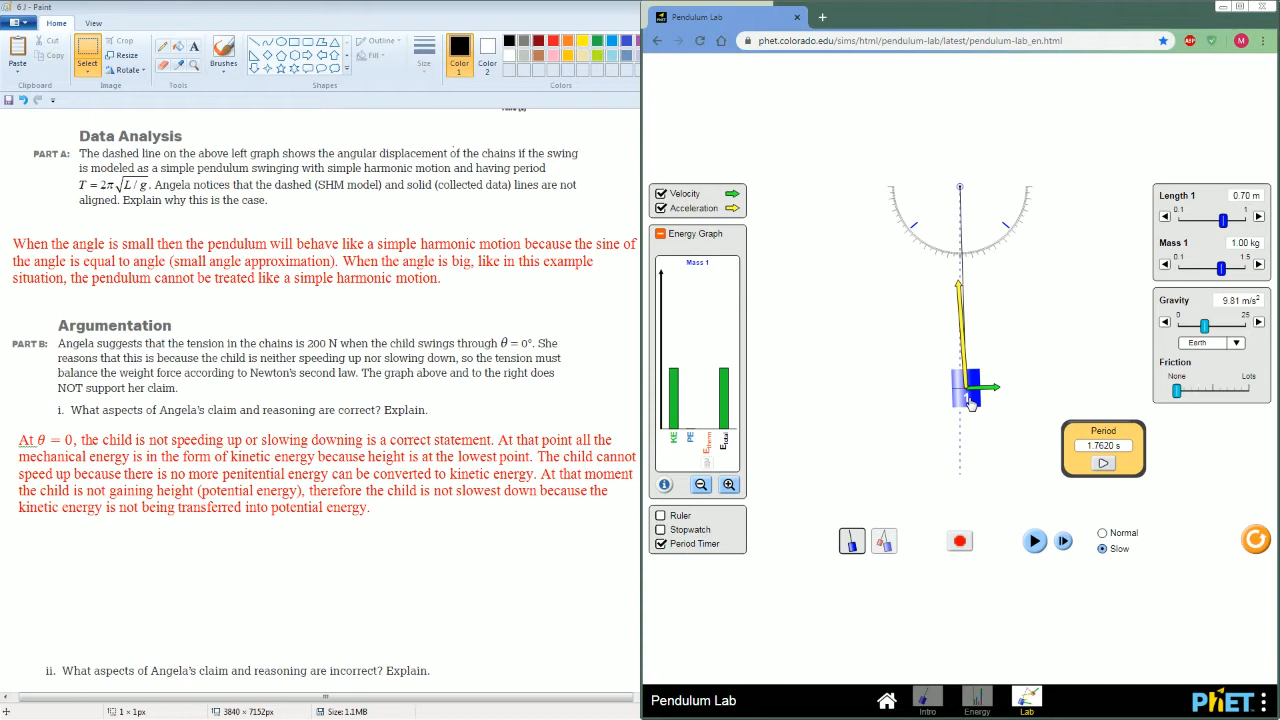 6 J - Paint
Home View
Paste
Cut
Copy
Clipboard
Select
Crop
Resize
Rotate
Image
A
Tools
Brushes
Outline
Fill
Shapes
Size
Color 1
Color 2
Colors
Data Analysis
PART A: The dashed line on the above left graph shows the angular displacement of the chains if the swing
is modeled as a simple pendulum swinging with simple harmonic motion and having period
T = 2π√L / g. Angela notices that the dashed (SHM model) and solid (collected data) lines are not
aligned. Explain why this is the case.
When the angle is small then the pendulum will behave like a simple harmonic motion because the sine of
the angle is equal to angle (small angle approximation). When the angle is big, like in this example
situation, the pendulum cannot be treated like a simple harmonic motion.
Argumentation
PART B: Angela suggests that the tension in the chains is 200 N when the child swings through θ = 0°. She
reasons that this is because the child is neither speeding up nor slowing down, so the tension must
balance the weight force according to Newton's second law. The graph above and to the right does
NOT support her claim.
i. What aspects of Angela's claim and reasoning are correct? Explain.
At θ = 0, the child is not speeding up or slowing downing is a correct statement. At that point all the
mechanical energy is in the form of kinetic energy because height is at the lowest point. The child cannot
speed up because there is no more penitential energy can be converted to kinetic energy. At that moment
the child is not gaining height (potential energy), therefore the child is not slowest down because the
kinetic energy is not being transferred into potential energy.
ii. What aspects of Angela's claim and reasoning are incorrect? Explain.
1 × 1px
3840 × 7152px
Size: 1.1MB
Pendulum Lab
phet.colorado.edu/sims/html/pendulum-lab/latest/pendulum-lab_en.html
ABP
M
Velocity
Acceleration
Energy Graph
Mass 1
KE
PE
Etherm
Etotal
Ruler
Stopwatch
Period Timer
Length 1 0.70 m
0.1 1
Mass 1 1.00 kg
0.1 1.5
Gravity 9.81 m/s²
0 25
Earth
Friction
None Lots
Period
1.7620 s
Normal
Slow
Pendulum Lab
Intro
Energy
Lab
PhET